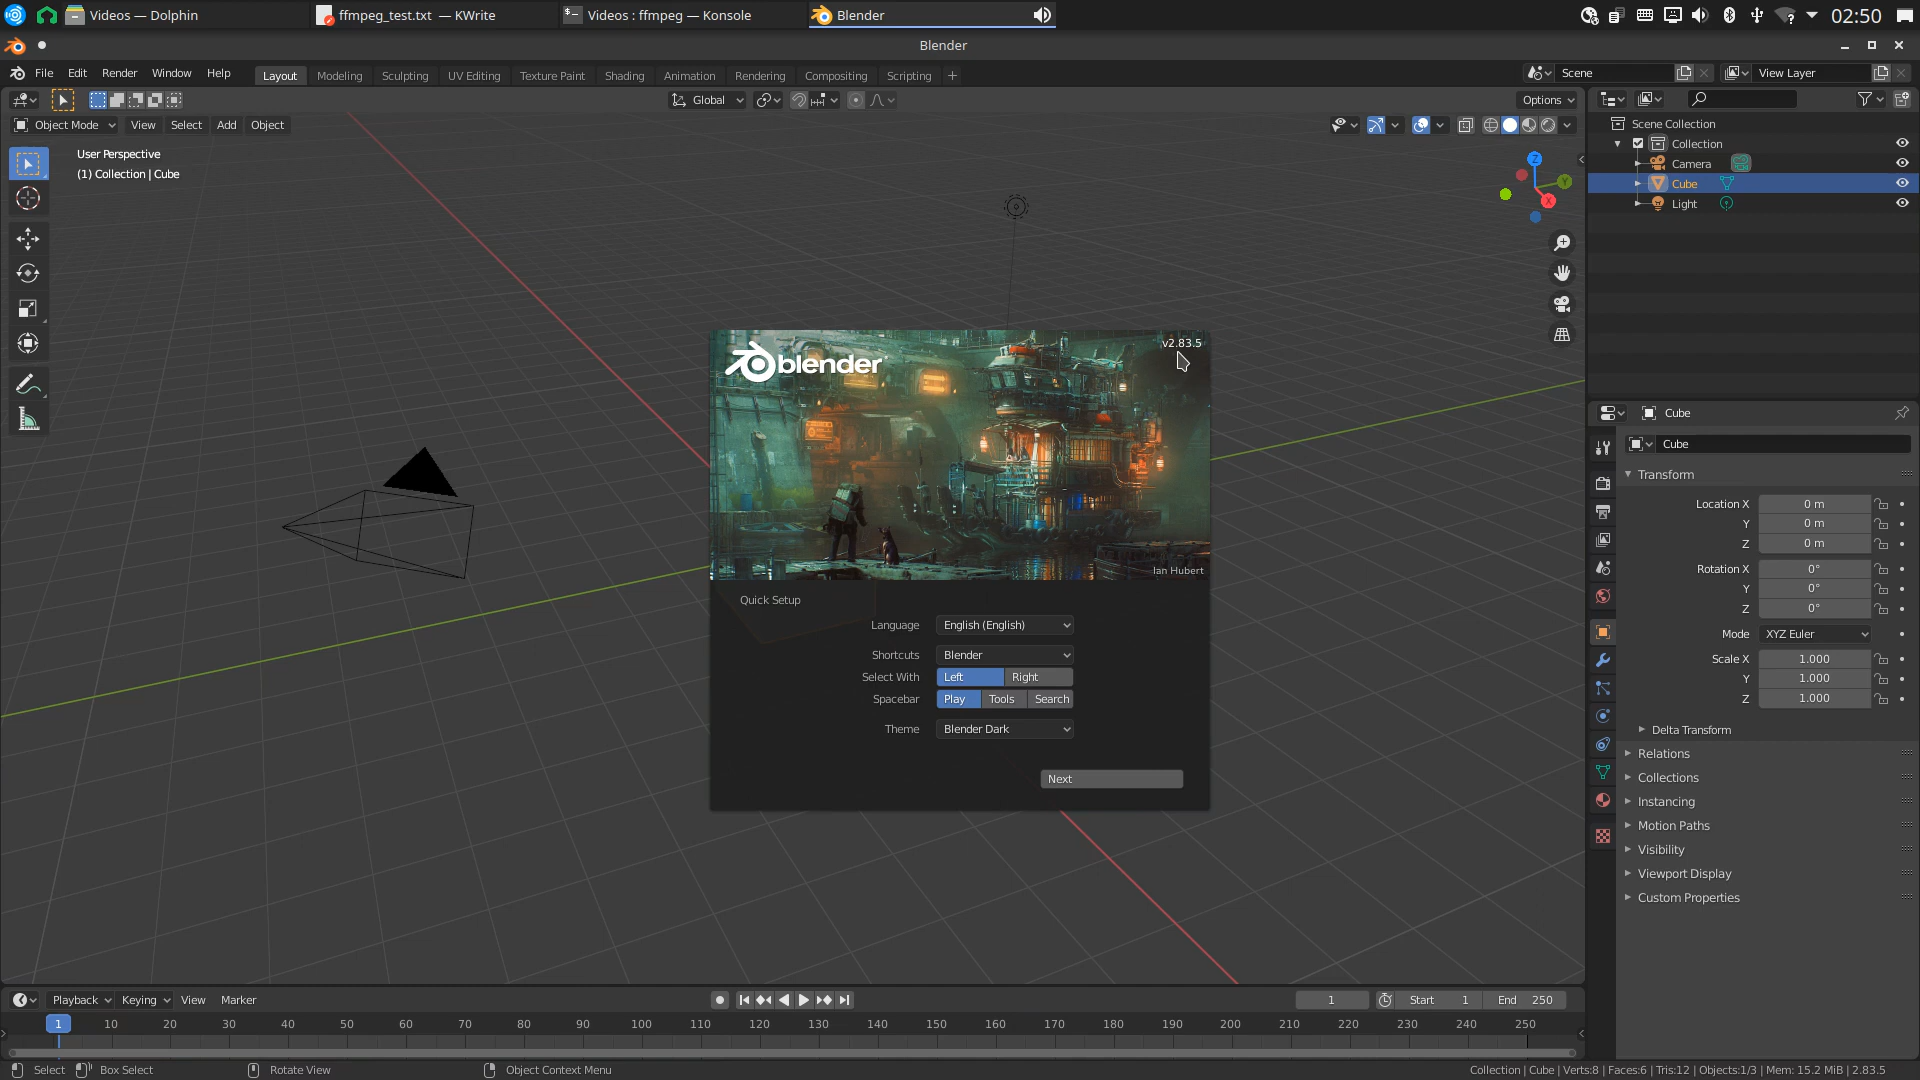 Videos — Dolphin
ffmpeg_test.txt — KWrite
Videos : ffmpeg — Konsole
Blender
02:50
Blender
File Edit Render Window Help
Layout Modeling Sculpting UV Editing Texture Paint Shading Animation Rendering Compositing Scripting +
Scene
View Layer
Global
Options
Object Mode View Select Add Object
User Perspective
(1) Collection | Cube
Z
Y
X
Scene Collection
Collection
Camera
Cube
Light
blender
v2.83.5
Ian Hubert
Quick Setup
Language English (English)
Shortcuts Blender
Select With Left Right
Spacebar Play Tools Search
Theme Blender Dark
Next
Cube
Cube
Transform
Location X 0 m
Y 0 m
Z 0 m
Rotation X 0°
Y 0°
Z 0°
Mode XYZ Euler
Scale X 1.000
Y 1.000
Z 1.000
Delta Transform
Relations
Collections
Instancing
Motion Paths
Visibility
Viewport Display
Custom Properties
Playback Keying View Marker
1
Start 1
End 250
1 10 20 30 40 50 60 70 80 90 100 110 120 130 140 150 160 170 180 190 200 210 220 230 240 250
Select Box Select Rotate View Object Context Menu
Collection | Cube | Verts:8 | Faces:6 | Tris:12 | Objects:1/3 | Mem: 15.2 MiB | 2.83.5